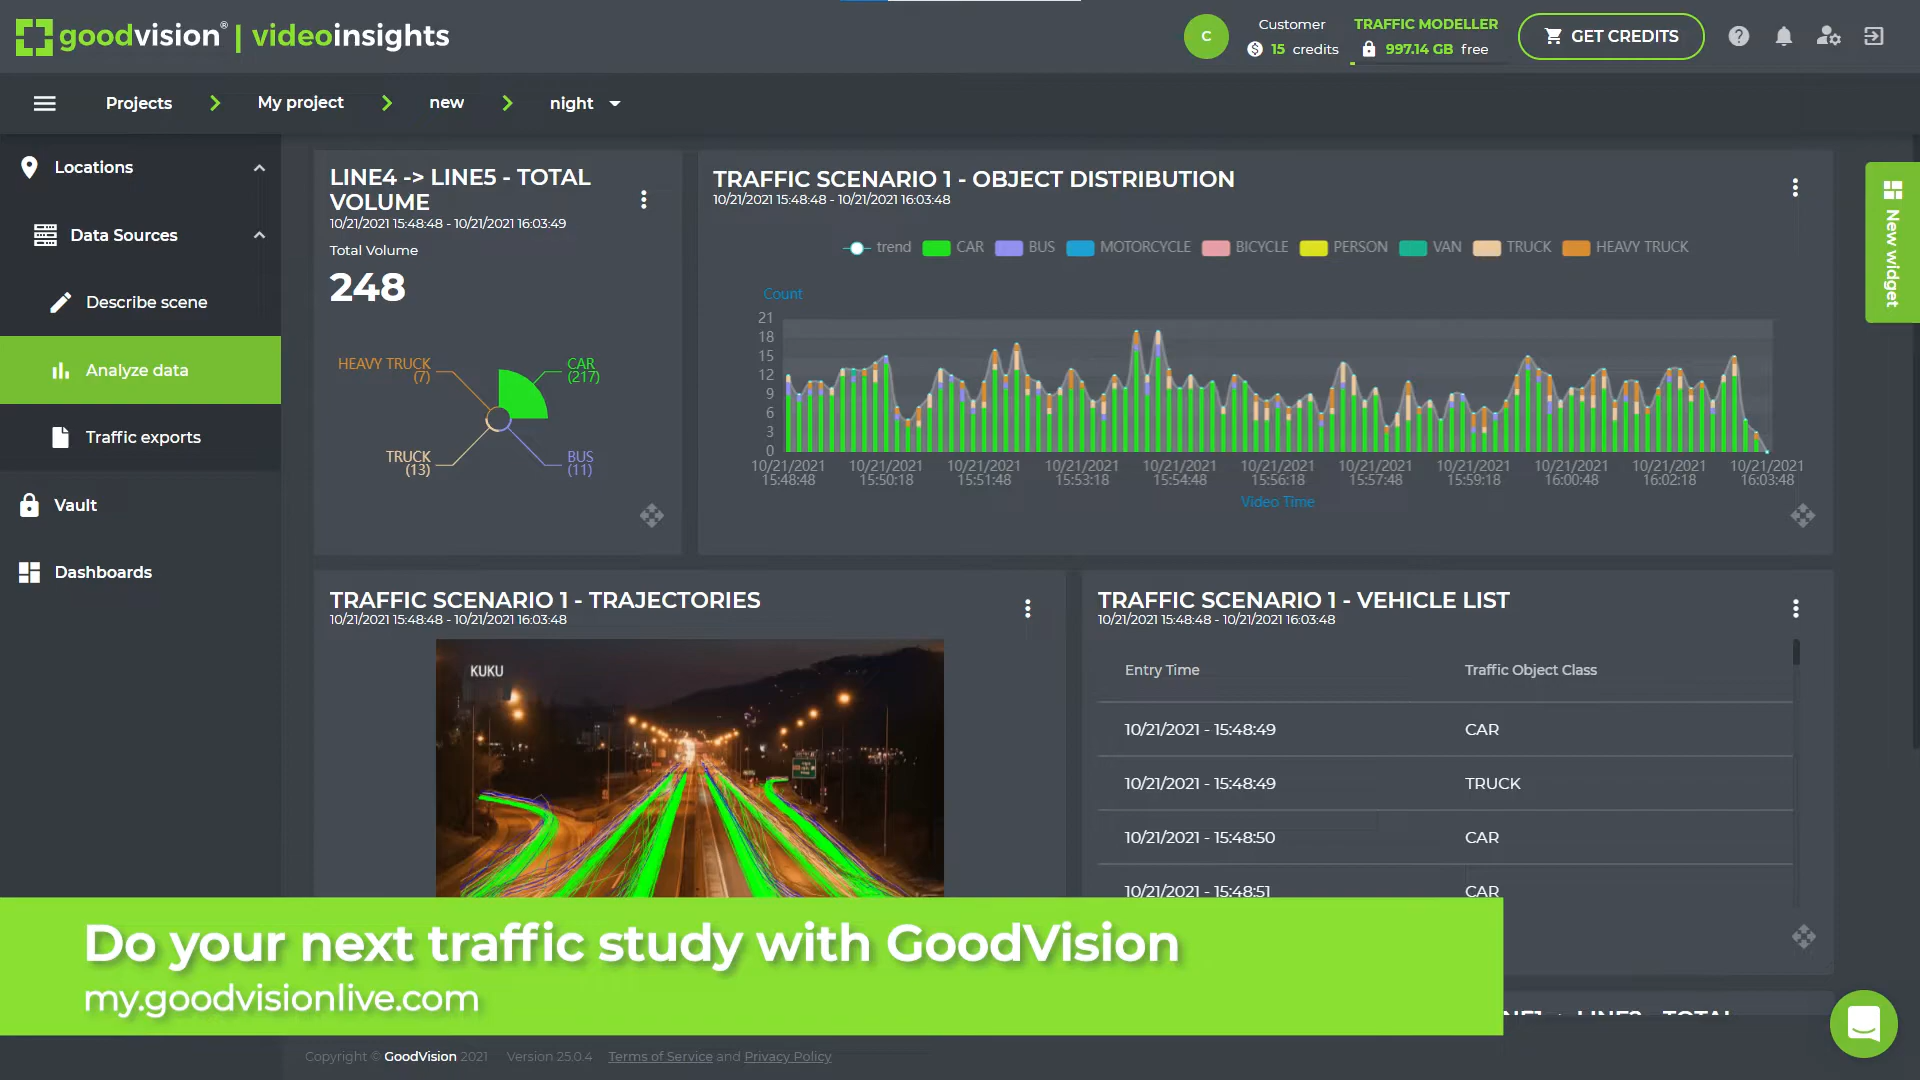 goodvision® | videoinsights
C
Customer
15 credits
TRAFFIC MODELLER
997.14 GB free
GET CREDITS
Projects
My project
new
night
Locations
Data Sources
Describe scene
Analyze data
Traffic exports
Vault
Dashboards
LINE4 -> LINE5 - TOTAL
VOLUME
10/21/2021 15:48:48 - 10/21/2021 16:03:49
Total Volume
248
HEAVY TRUCK
(7)
CAR
(217)
TRUCK
(13)
BUS
(11)
TRAFFIC SCENARIO 1 - OBJECT DISTRIBUTION
10/21/2021 15:48:48 - 10/21/2021 16:03:48
trend CAR BUS MOTORCYCLE BICYCLE PERSON VAN TRUCK HEAVY TRUCK
Count
21
18
15
12
9
6
3
0
10/21/2021 10/21/2021 10/21/2021 10/21/2021 10/21/2021 10/21/2021 10/21/2021 10/21/2021 10/21/2021 10/21/2021 10/21/2021
15:48:48 15:50:18 15:51:48 15:53:18 15:54:48 15:56:18 15:57:48 15:59:18 16:00:48 16:02:18 16:03:48
Video Time
New widget
TRAFFIC SCENARIO 1 - TRAJECTORIES
10/21/2021 15:48:48 - 10/21/2021 16:03:48
KUKU
TRAFFIC SCENARIO 1 - VEHICLE LIST
10/21/2021 15:48:48 - 10/21/2021 16:03:48
Entry Time Traffic Object Class
10/21/2021 - 15:48:49 CAR
10/21/2021 - 15:48:49 TRUCK
10/21/2021 - 15:48:50 CAR
10/21/2021 - 15:48:51 CAR
Do your next traffic study with GoodVision
my.goodvisionlive.com
TOTAL
Copyright © GoodVision 2021 Version 25.0.4 Terms of Service and Privacy Policy